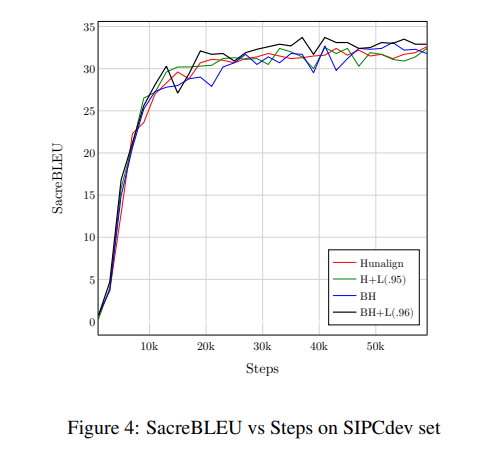 35
30
25
20
15
10
5
0
SacreBLEU
10k 20k 30k 40k 50k
Steps
Hunalign
H+L(.95)
BH
BH+L(.96)
Figure 4: SacreBLEU vs Steps on SIPCdev set